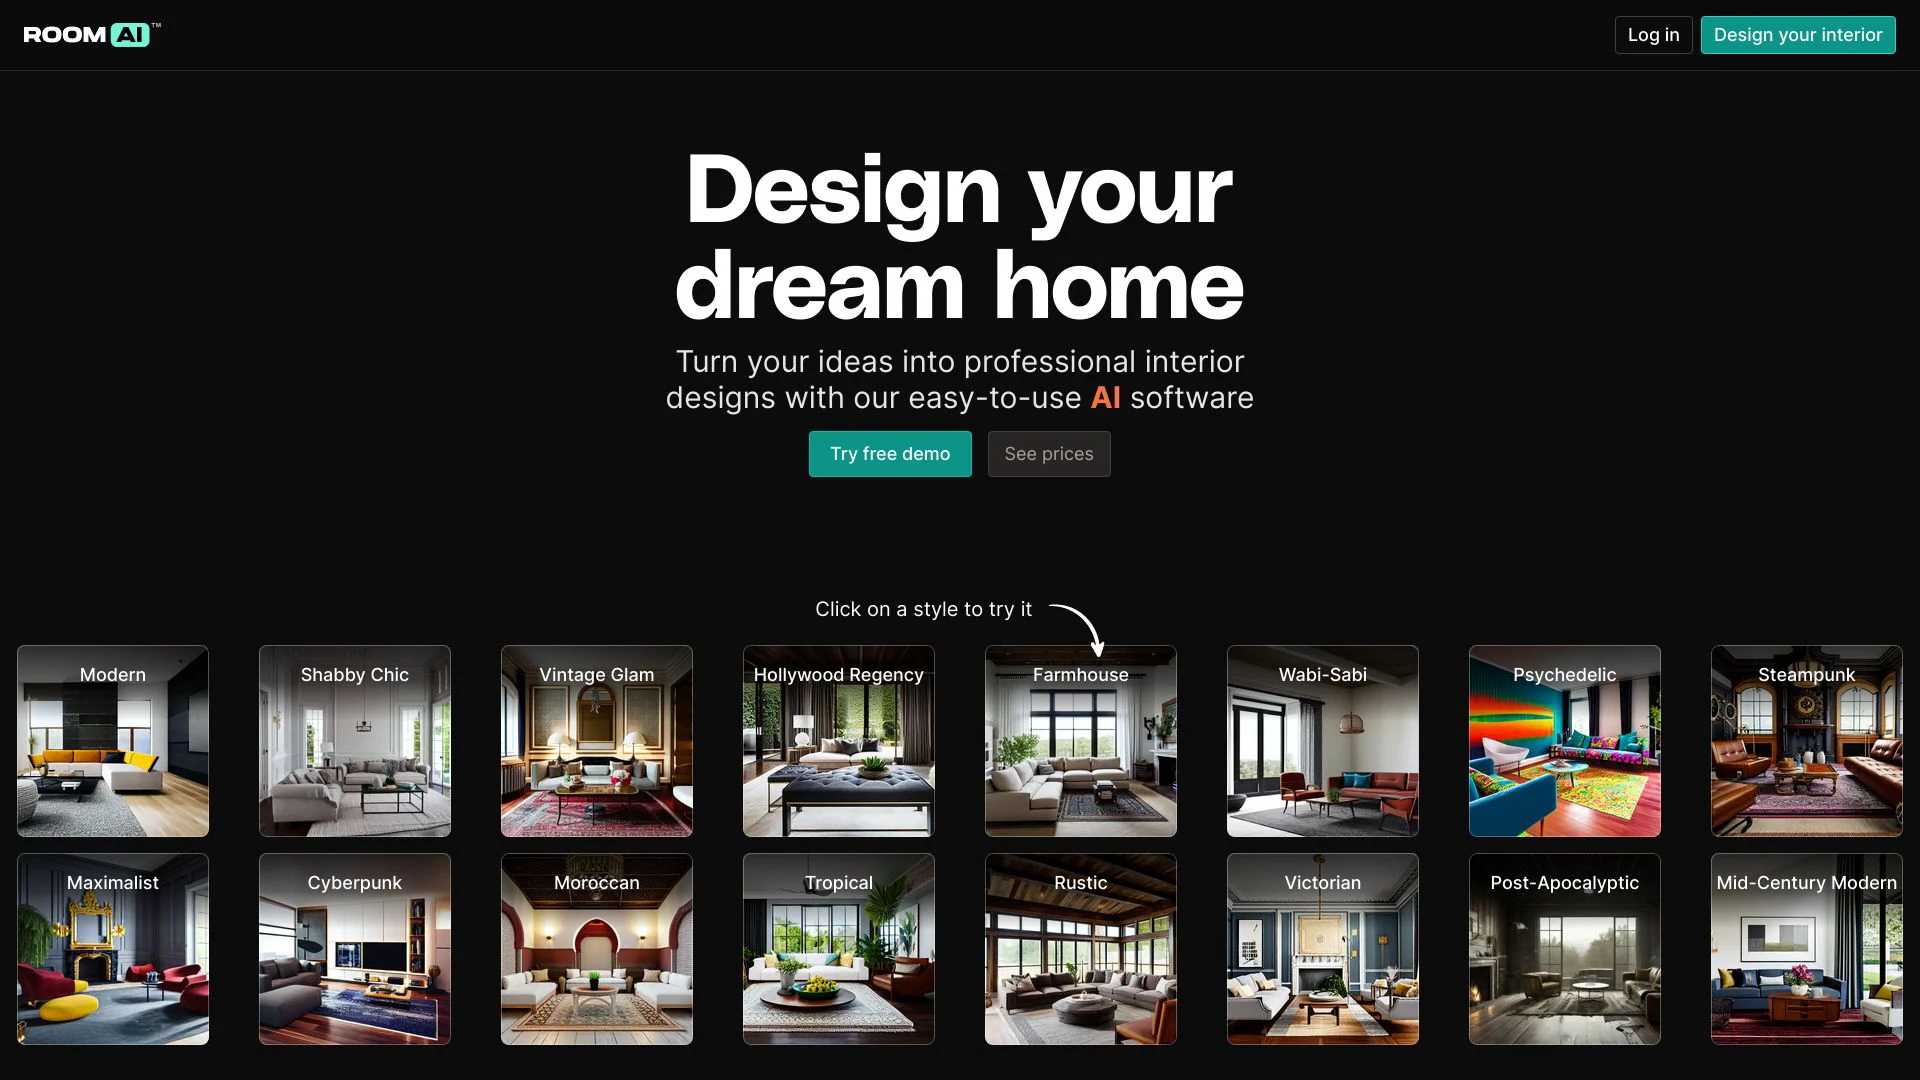 ROOM AI™
Log in
Design your interior
Design your
dream home
Turn your ideas into professional interior
designs with our easy-to-use AI software
Try free demo
See prices
Click on a style to try it
Modern
Shabby Chic
Vintage Glam
Hollywood Regency
Farmhouse
Wabi-Sabi
Psychedelic
Steampunk
Maximalist
Cyberpunk
Moroccan
Tropical
Rustic
Victorian
Post-Apocalyptic
Mid-Century Modern